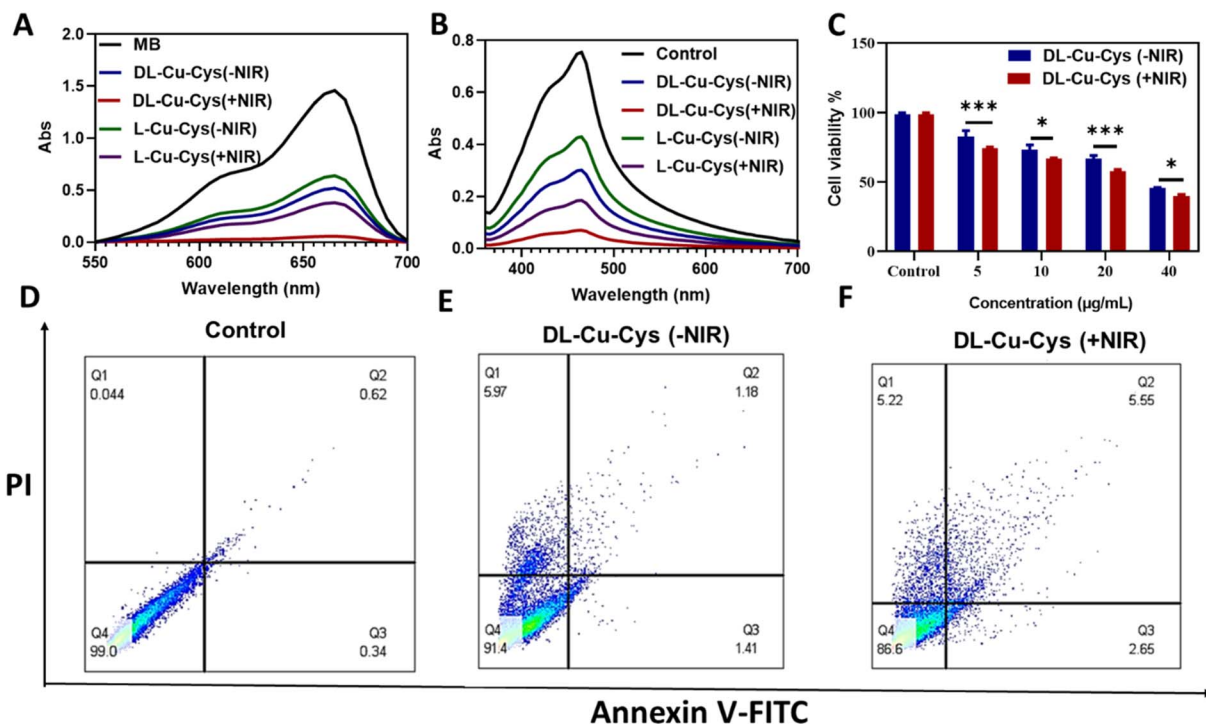 A
2.0
1.5
1.0
0.5
0.0
Abs
MB
DL-Cu-Cys(-NIR)
DL-Cu-Cys(+NIR)
L-Cu-Cys(-NIR)
L-Cu-Cys(+NIR)
550
600
650
700
Wavelength (nm)
B
0.8
0.6
0.4
0.2
0.0
Abs
Control
DL-Cu-Cys(-NIR)
DL-Cu-Cys(+NIR)
L-Cu-Cys(-NIR)
L-Cu-Cys(+NIR)
400
500
600
700
Wavelength (nm)
C
150
100
50
0
Cell viability %
DL-Cu-Cys (-NIR)
DL-Cu-Cys (+NIR)
***
*
***
*
Control
5
10
20
40
Concentration (µg/mL)
D
Control
Q1
0.044
Q2
0.62
Q4
99.0
Q3
0.34
E
DL-Cu-Cys (-NIR)
Q1
5.97
Q2
1.18
Q4
91.4
Q3
1.41
F
DL-Cu-Cys (+NIR)
Q1
5.22
Q2
5.55
Q4
86.6
Q3
2.65
PI
Annexin V-FITC